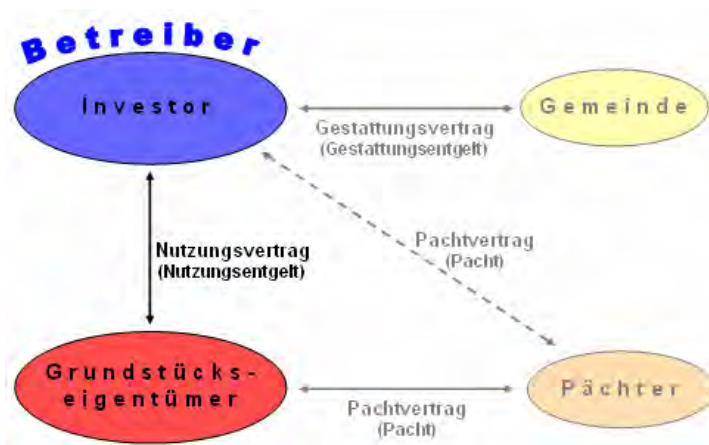 Betreiber
Investor
Gemeinde
Gestattungsvertrag
(Gestattungsentgelt)
Pachtvertrag
(Pacht)
Nutzungsvertrag
(Nutzungsentgelt)
Grundstücks-
eigentümer
Pächter
Pachtvertrag
(Pacht)